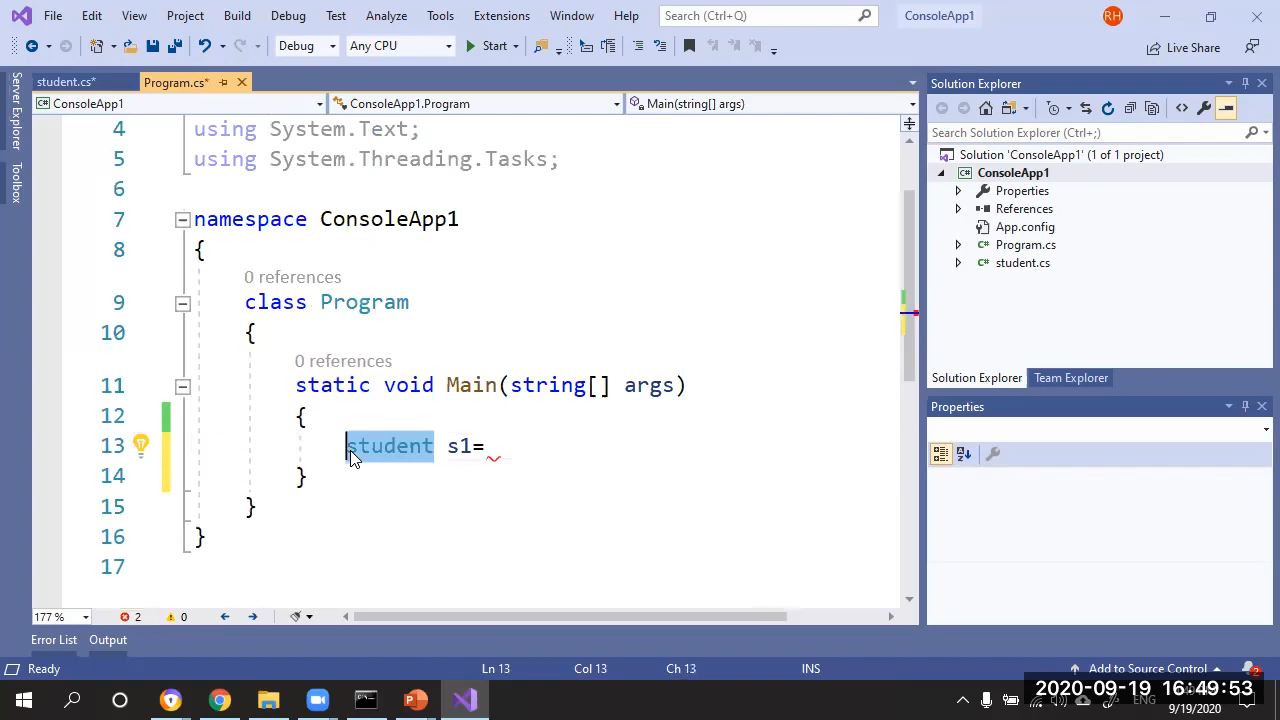 File Edit View Project Build Debug Test Analyze Tools Extensions Window Help Search (Ctrl+Q) ConsoleApp1 RH
Debug Any CPU Start Live Share
Server Explorer
Toolbox
student.cs* Program.cs*
ConsoleApp1 ConsoleApp1.Program Main(string[] args)
4 using System.Text;
5 using System.Threading.Tasks;
6
7 namespace ConsoleApp1
8 {
0 references
9 class Program
10 {
0 references
11 static void Main(string[] args)
12 {
13 student s1=
14 }
15 }
16 }
17
177 % 2 0
Error List Output
Solution Explorer
Search Solution Explorer (Ctrl+;)
Solution 'ConsoleApp1' (1 of 1 project)
ConsoleApp1
Properties
References
App.config
Program.cs
student.cs
Solution Explorer Team Explorer
Properties
Ready Ln 13 Col 13 Ch 13 INS Add to Source Control 2
2020-09-19 16:49:53
ENG
9/19/2020